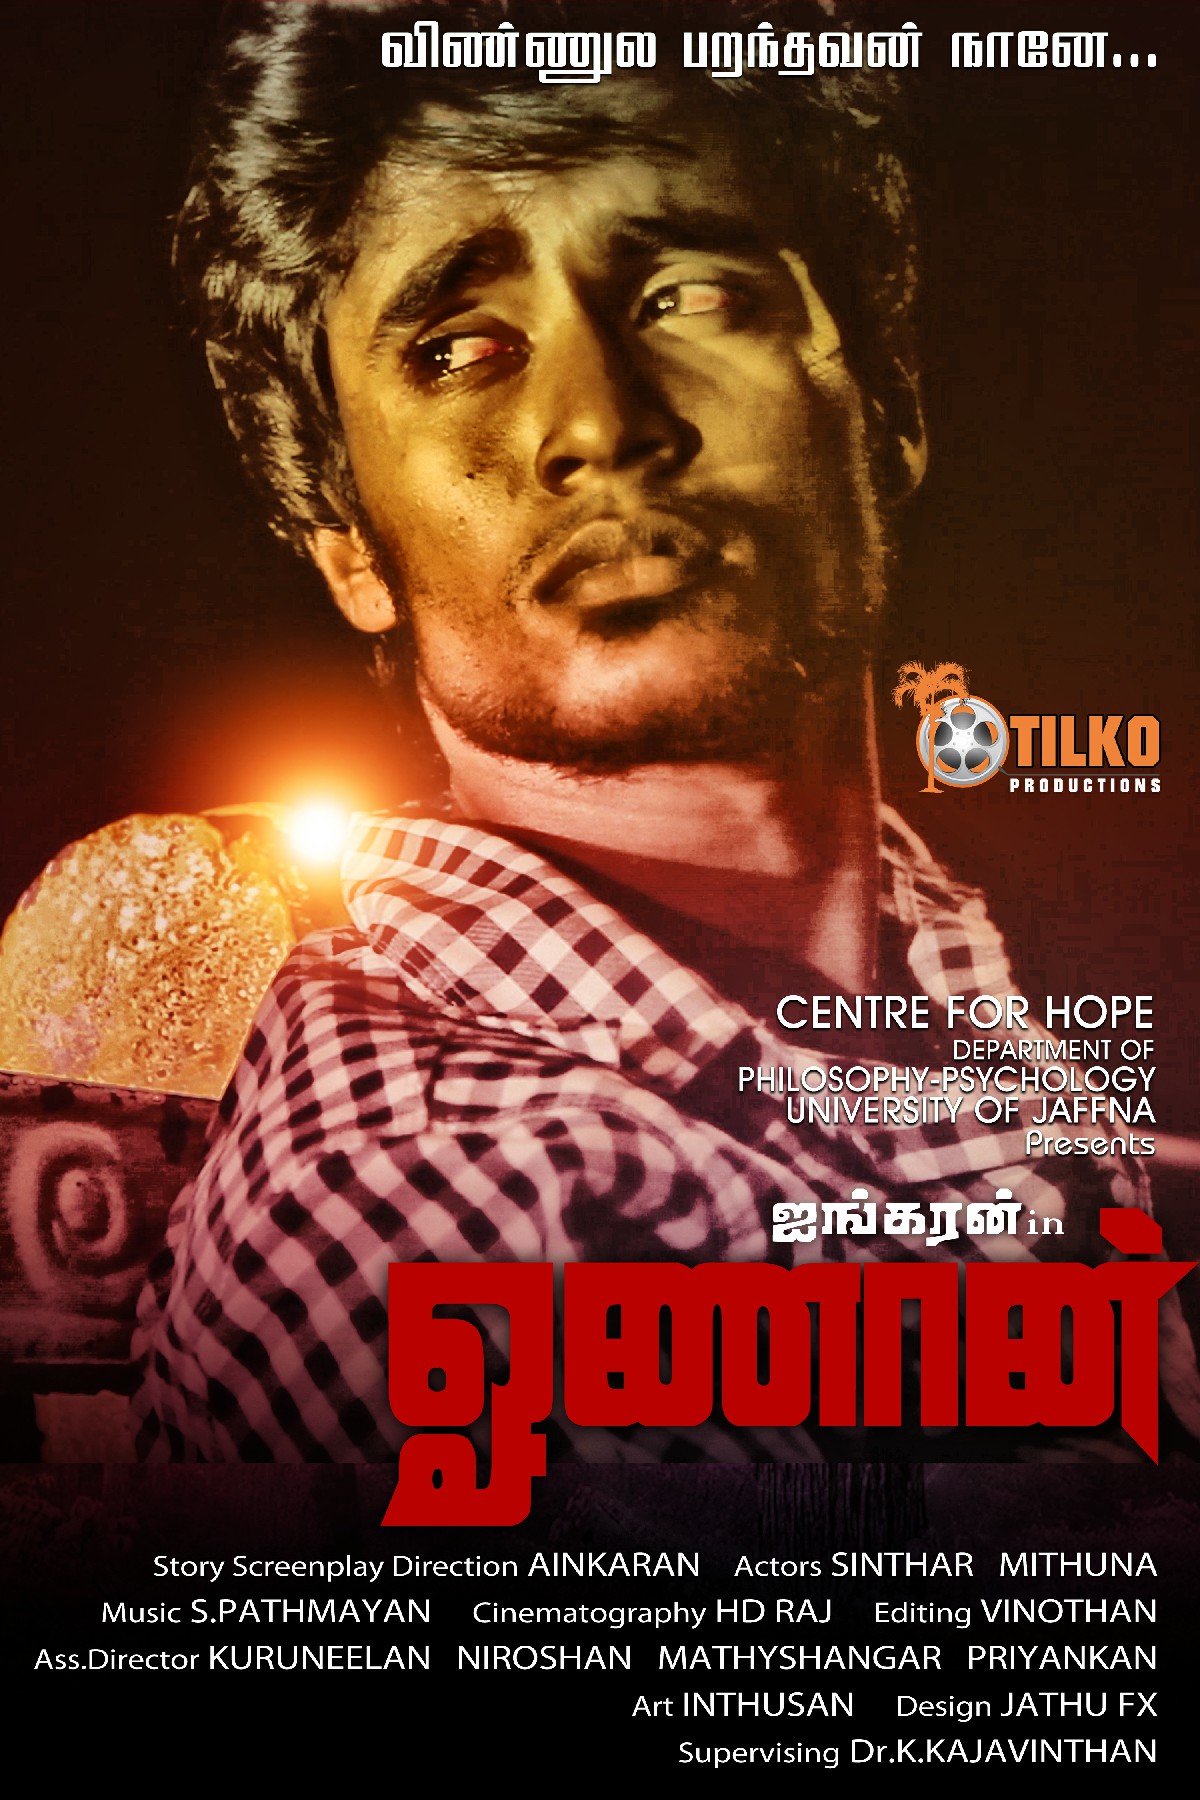 விண்ணுல பறந்தவன் நானே...
TILKO
PRODUCTIONS
CENTRE FOR HOPE
DEPARTMENT OF
PHILOSOPHY-PSYCHOLOGY
UNIVERSITY OF JAFFNA
Presents
ஐங்கரன் in
ஓணான்
Story Screenplay Direction AINKARAN Actors SINTHAR MITHUNA
Music S.PATHMAYAN Cinematography HD RAJ Editing VINOTHAN
Ass.Director KURUNEELAN NIROSHAN MATHYSHANGAR PRIYANKAN
Art INTHUSAN Design JATHU FX
Supervising Dr.K.KAJAVINTHAN